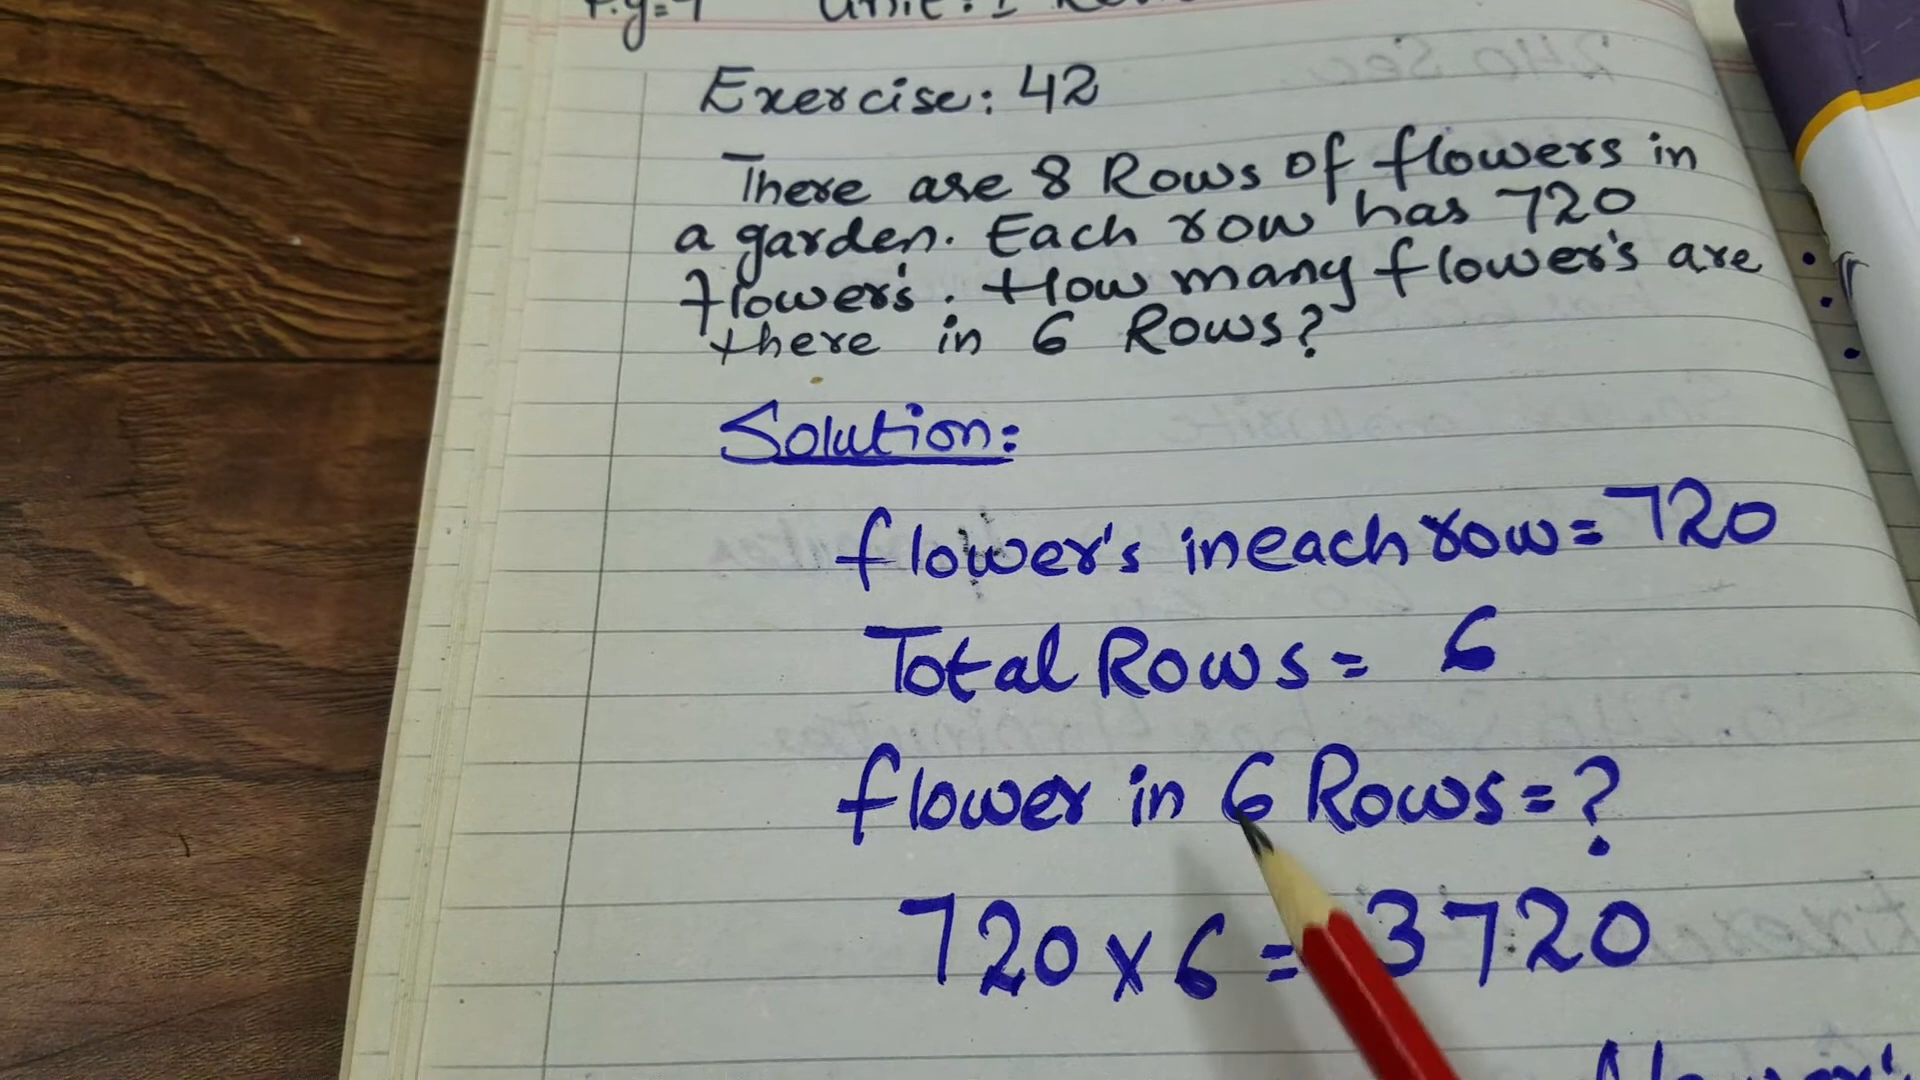 Exercise: 42
There are 8 Rows of flowers in
a garden. Each row has 720
flower's. How many flower's are
there in 6 Rows?
Solution:
flower's in each row = 720
Total Rows = 6
flower in 6 Rows = ?
720 x 6 = 3720